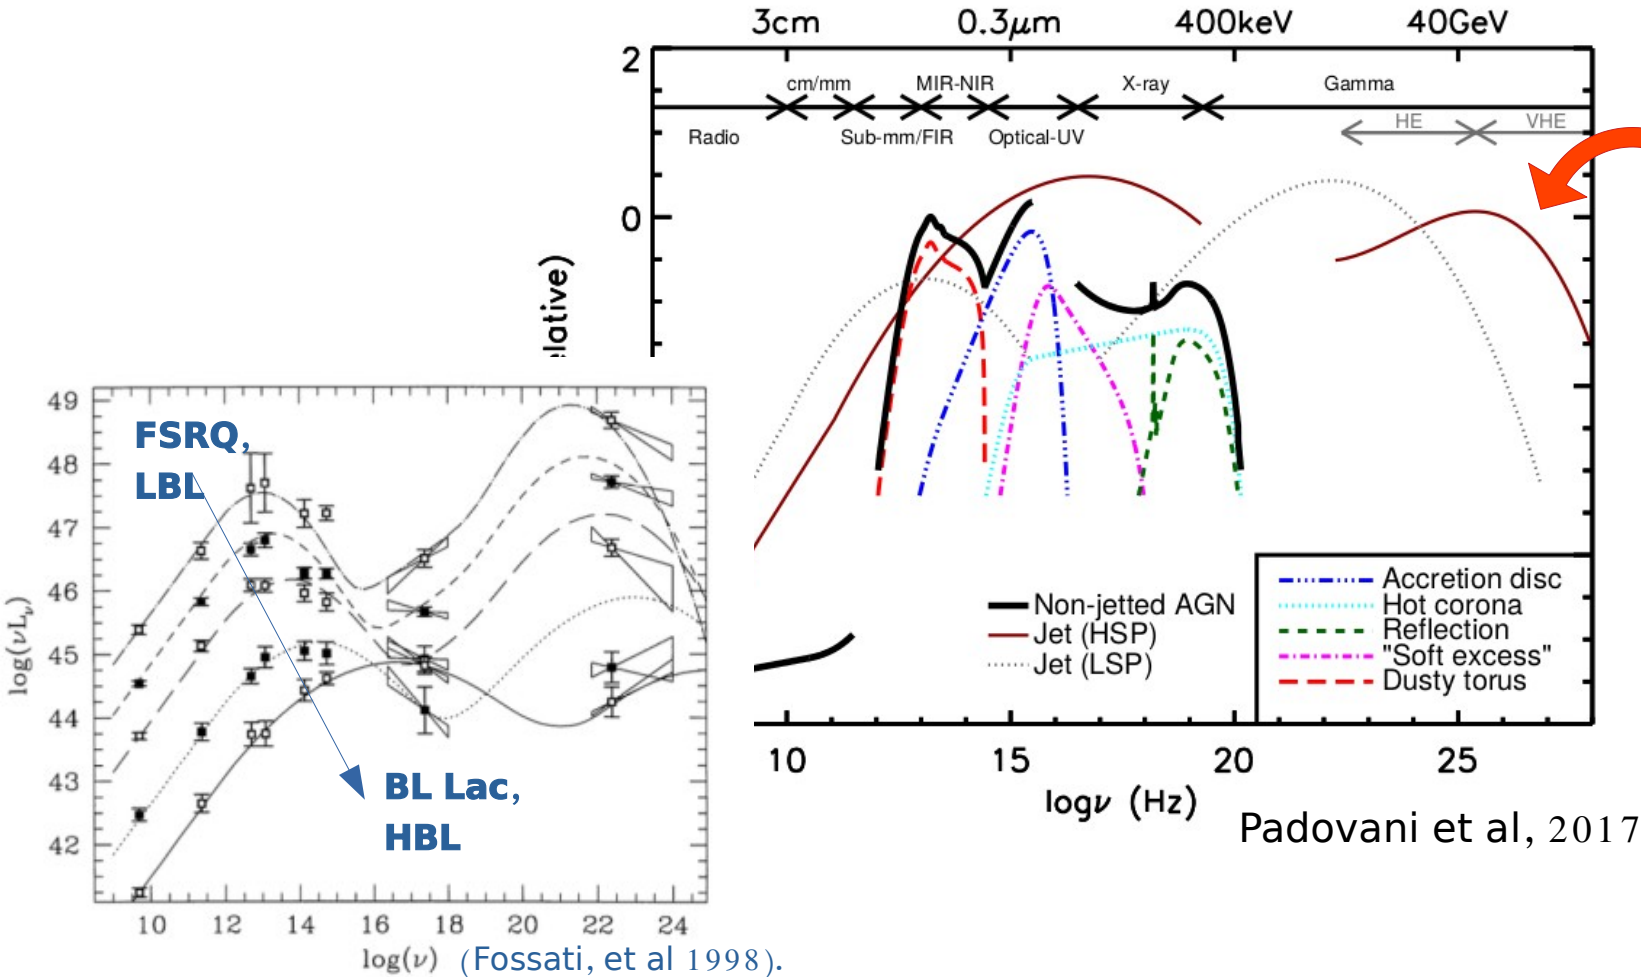 3cm 0.3μm 400keV 40GeV
2
cm/mm MIR-NIR X-ray Gamma
Radio Sub-mm/FIR Optical-UV HE VHE
0
elative)
Non-jetted AGN
Jet (HSP)
Jet (LSP)
Accretion disc
Hot corona
Reflection
"Soft excess"
Dusty torus
10 15 20 25
logν (Hz)
Padovani et al, 2017
49
48
47
46
45
44
43
42
log(νLν)
FSRQ,
LBL
BL Lac,
HBL
10 12 14 16 18 20 22 24
log(ν)
(Fossati, et al 1998).